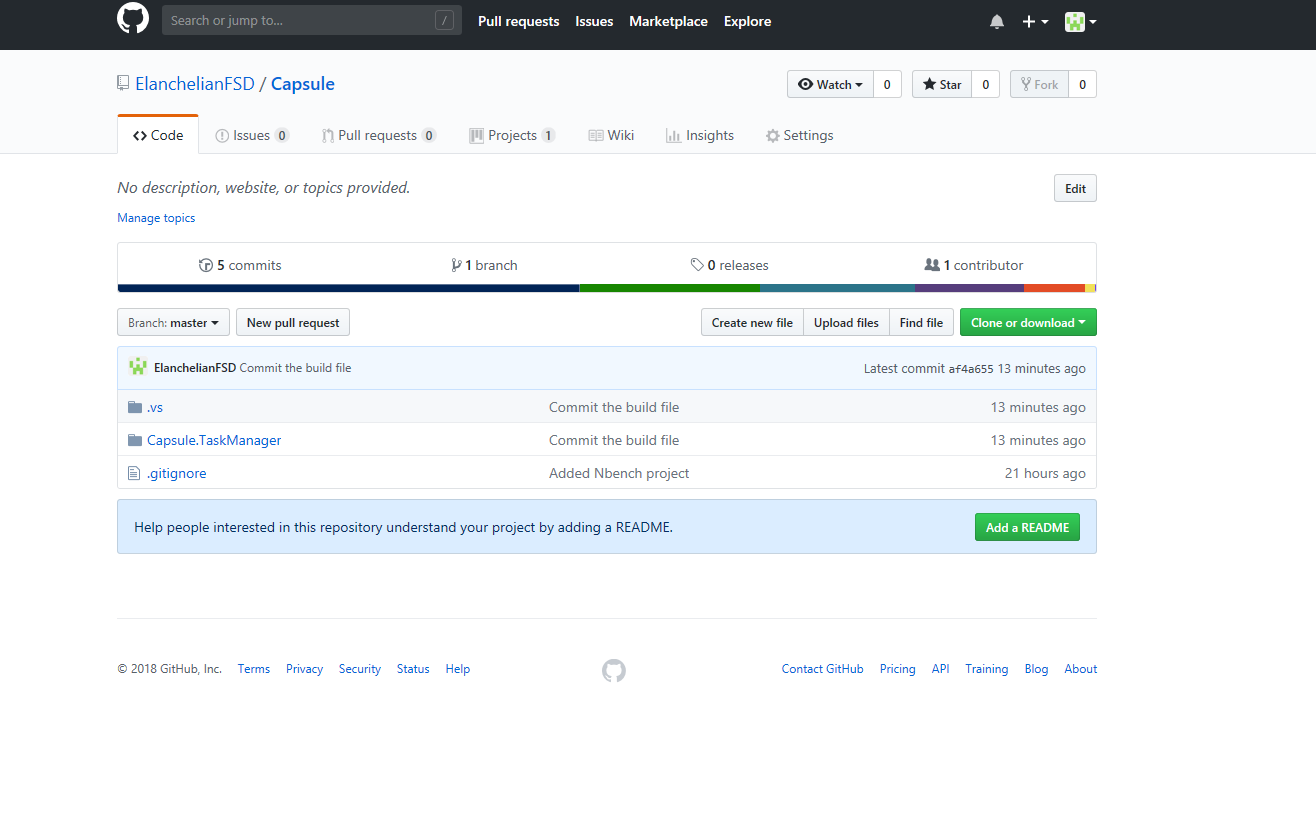 Search or jump to... / Pull requests Issues Marketplace Explore
ElanchelianFSD / Capsule Watch 0 Star 0 Fork 0
Code Issues 0 Pull requests 0 Projects 1 Wiki Insights Settings
No description, website, or topics provided. Edit
Manage topics
5 commits 1 branch 0 releases 1 contributor
Branch: master New pull request Create new file Upload files Find file Clone or download
ElanchelianFSD Commit the build file Latest commit af4a655 13 minutes ago
.vs Commit the build file 13 minutes ago
Capsule.TaskManager Commit the build file 13 minutes ago
.gitignore Added Nbench project 21 hours ago
Help people interested in this repository understand your project by adding a README. Add a README
© 2018 GitHub, Inc. Terms Privacy Security Status Help Contact GitHub Pricing API Training Blog About